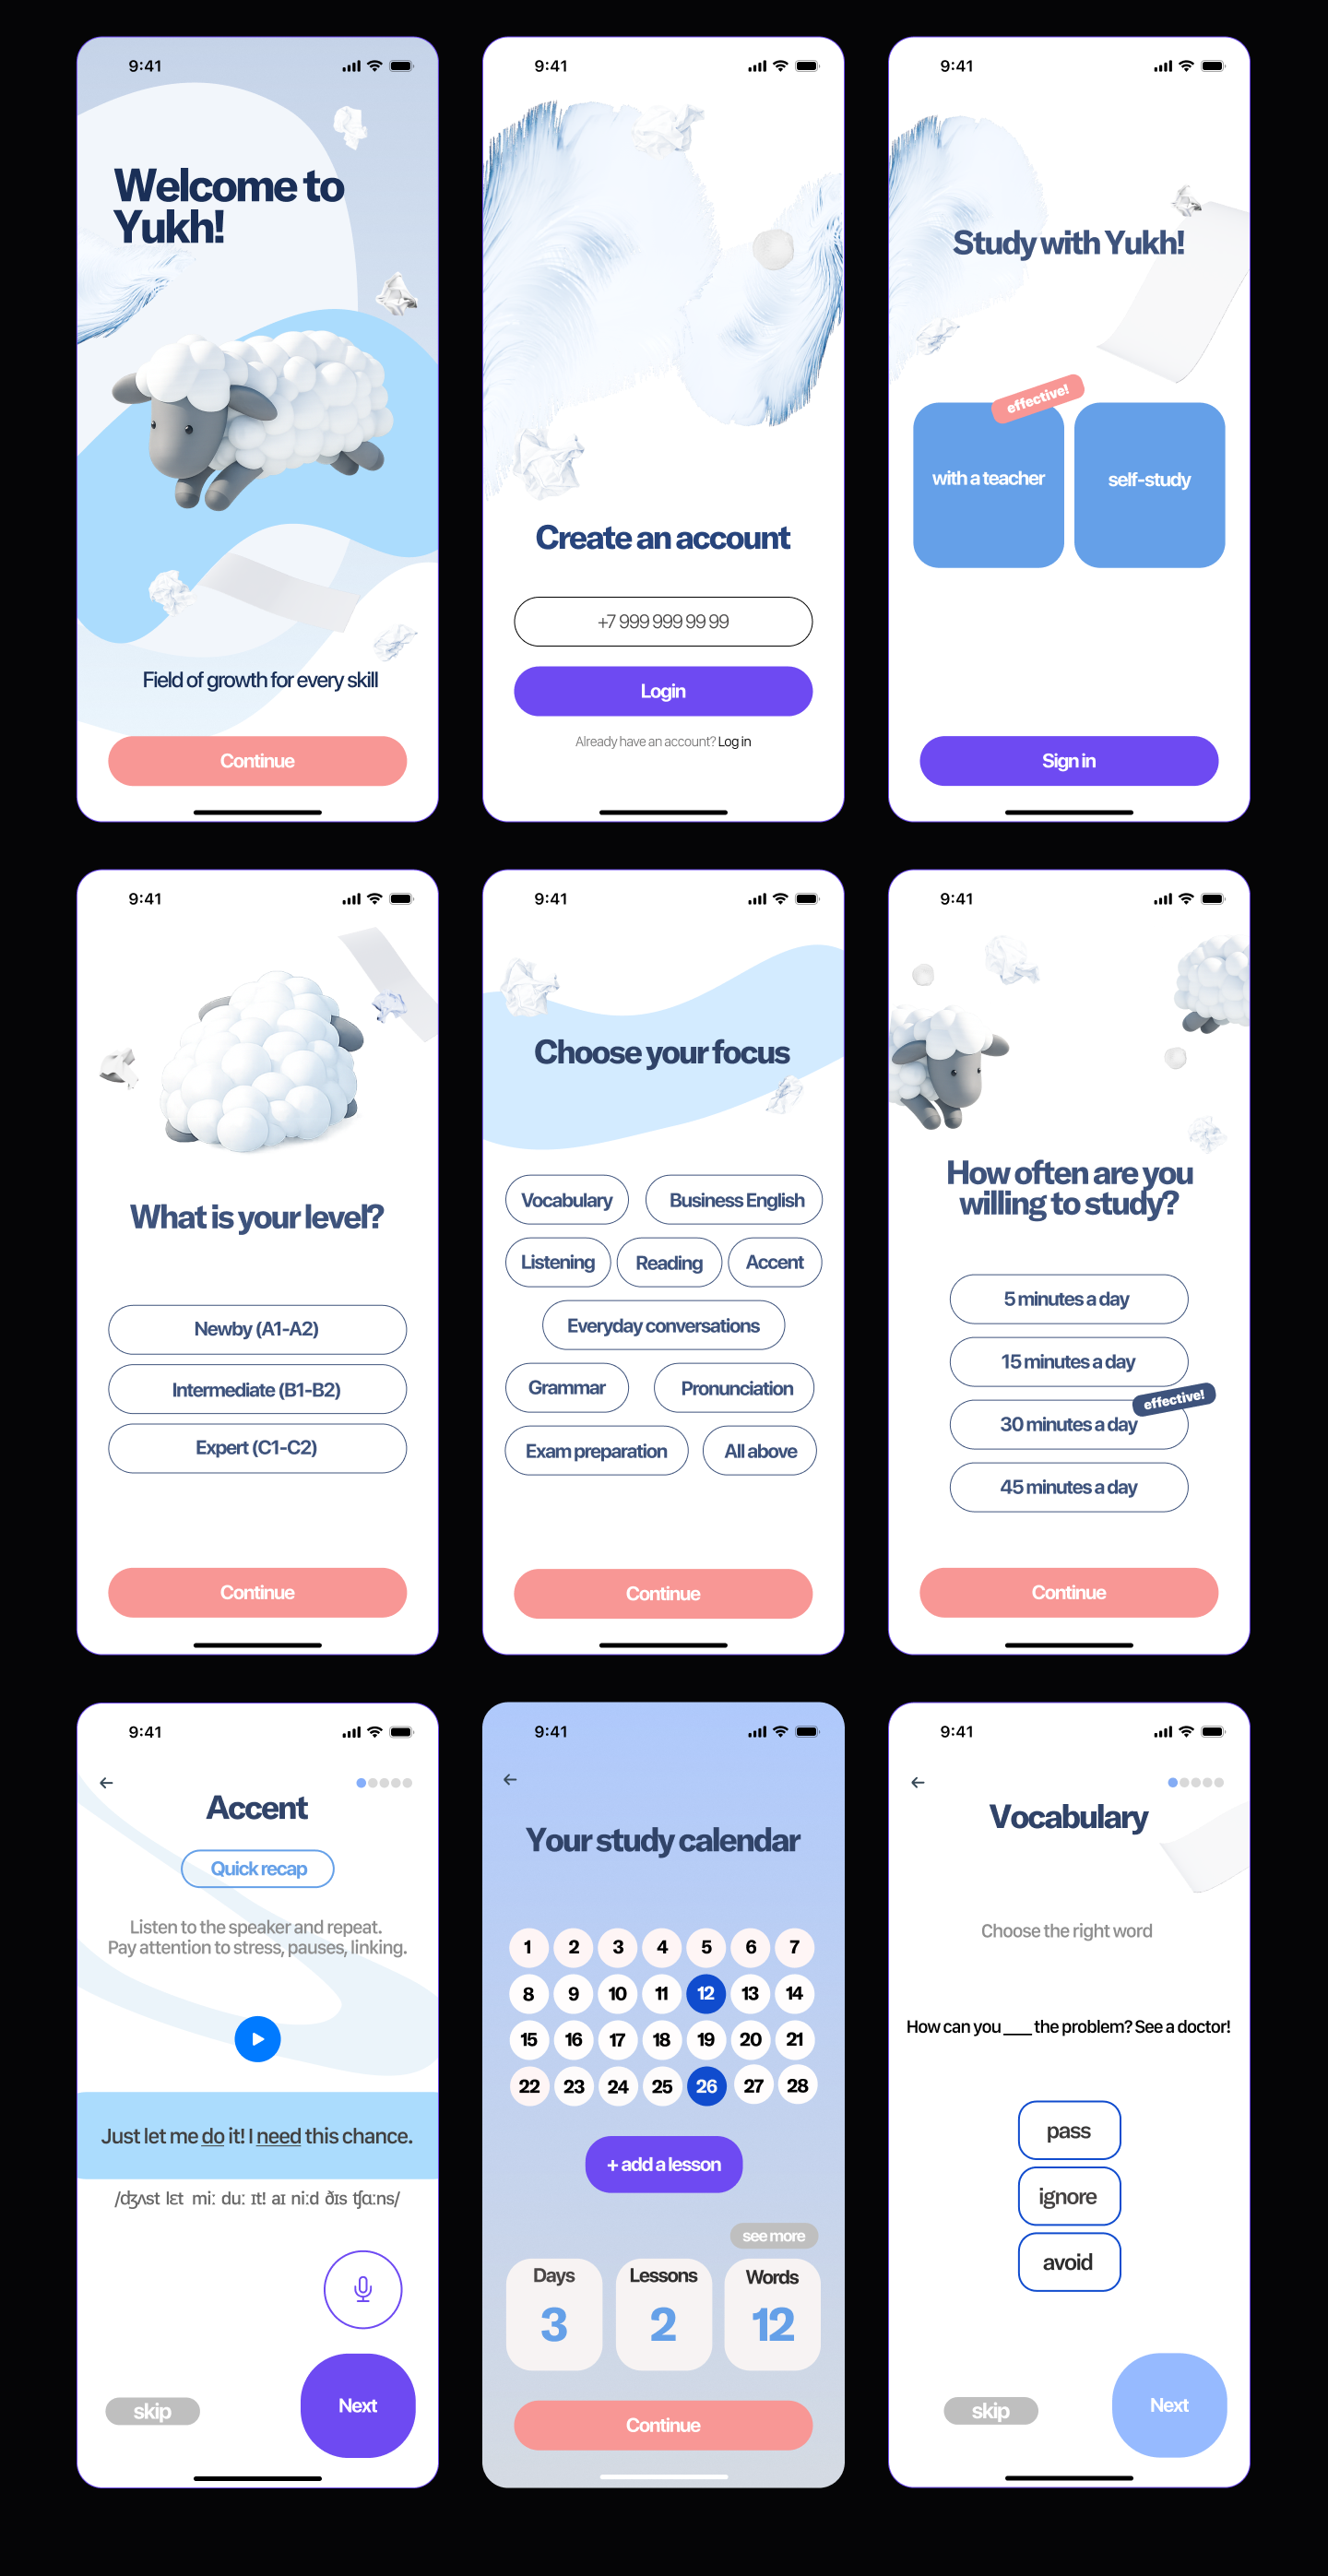 9:41
Welcome to
Yukh!
Field of growth for every skill
Continue
9:41
Create an account
+7 999 999 99 99
Login
Already have an account? Log in
9:41
Study with Yukh!
effective!
with a teacher
self-study
Sign in
9:41
What is your level?
Newby (A1-A2)
Intermediate (B1-B2)
Expert (C1-C2)
Continue
9:41
Choose your focus
Vocabulary
Business English
Listening
Reading
Accent
Everyday conversations
Grammar
Pronunciation
Exam preparation
All above
Continue
9:41
How often are you
willing to study?
5 minutes a day
15 minutes a day
effective!
30 minutes a day
45 minutes a day
Continue
9:41
Accent
Quick recap
Listen to the speaker and repeat.
Pay attention to stress, pauses, linking.
Just let me do it! I need this chance.
/ʤʌst lɛt miː duː ɪt! aɪ niːd ðɪs ʧɑːns/
skip
Next
9:41
Your study calendar
1 2 3 4 5 6 7
8 9 10 11 12 13 14
15 16 17 18 19 20 21
22 23 24 25 26 27 28
+ add a lesson
see more
Days
3
Lessons
2
Words
12
Continue
9:41
Vocabulary
Choose the right word
How can you ___ the problem? See a doctor!
pass
ignore
avoid
skip
Next